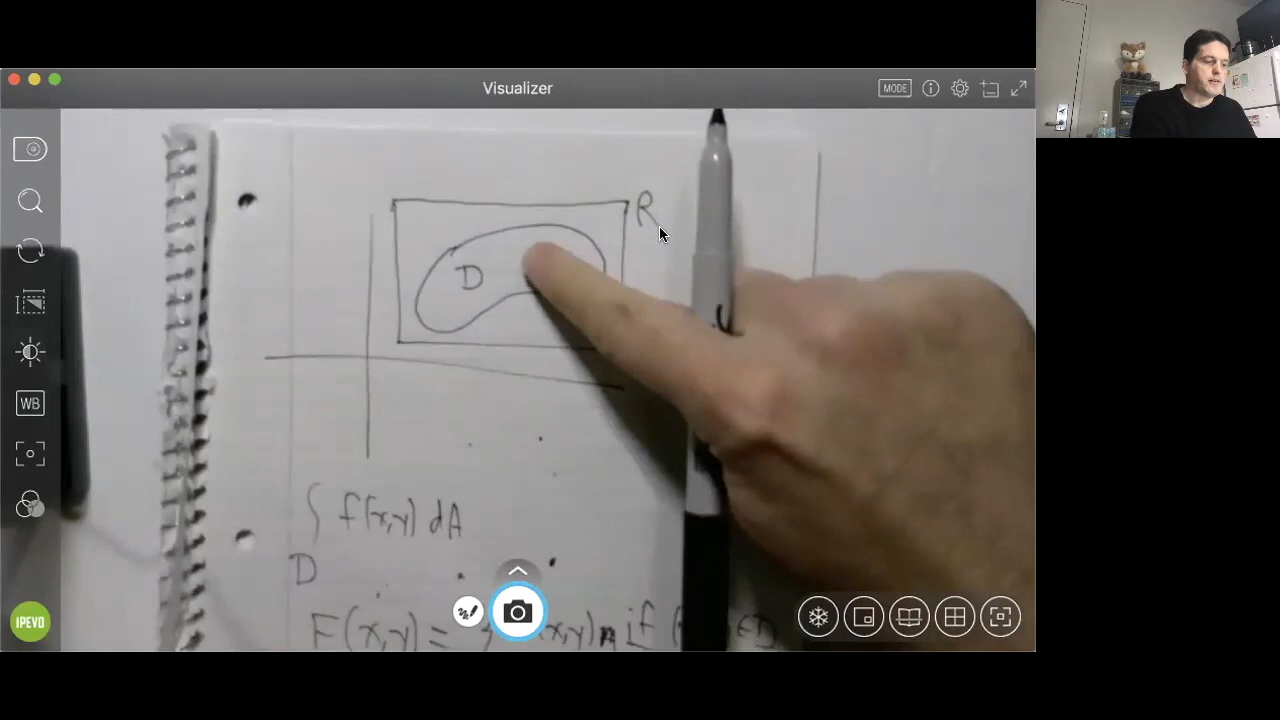 Visualizer
MODE
R
D
WB
∫ f(x,y) dA
D
IPEVO
F(x,y) = (x,y) if ∈D